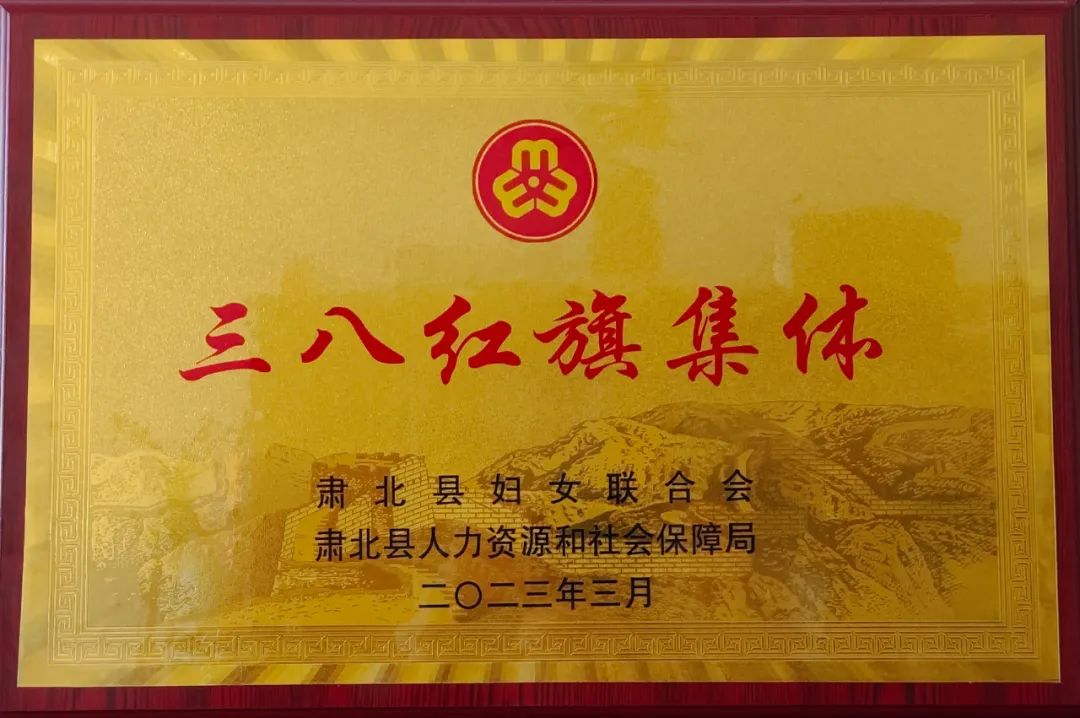 三八红旗集体
肃北县妇女联合会
肃北县人力资源和社会保障局
二〇二三年三月